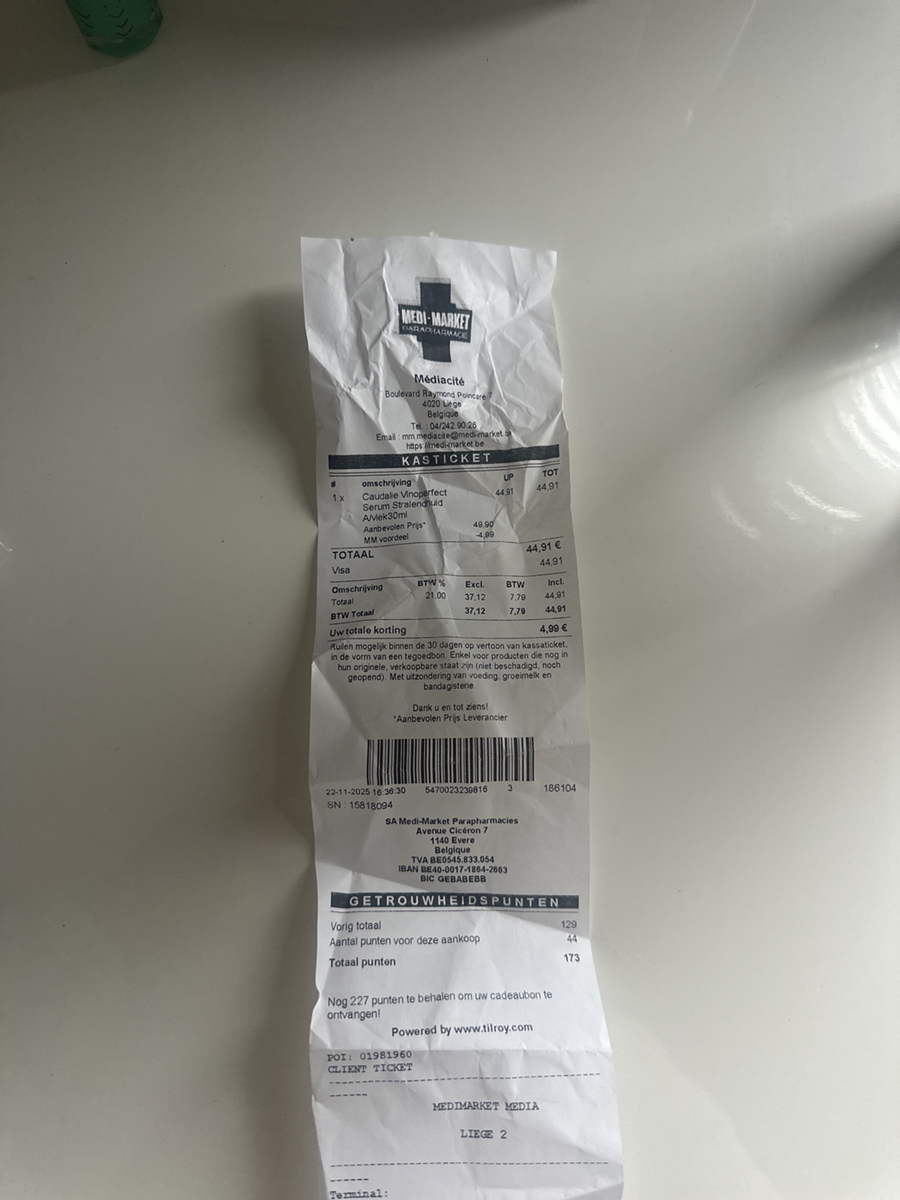 MEDI-MARKET
PARAPHARMACIE
Médiacité
Boulevard Raymond Poincaré 7
4020 Liège
Belgique
Tel. : 04/242.90.26
Email : mm.mediacite@medi-market.be
https://medi-market.be
KASTICKET
# omschrijving UP TOT
1 x Caudalie Vinoperfect 44,91 44,91
Serum Stralendhuid
A/vlek30ml
Aanbevolen Prijs* 49,90
MM voordeel -4,99
TOTAAL 44,91 €
Visa 44,91
Omschrijving BTW % Excl. BTW Incl.
Totaal 21,00 37,12 7,79 44,91
BTW Totaal 37,12 7,79 44,91
Uw totale korting 4,99 €
Ruilen mogelijk binnen de 30 dagen op vertoon van kassaticket,
in de vorm van een tegoedbon. Enkel voor producten die nog in
hun originele, verkoopbare staat zijn (niet beschadigd, noch
geopend). Met uitzondering van voeding, groeimelk en
bandagisterie.
Dank u en tot ziens!
*Aanbevolen Prijs Leverancier
22-11-2025 16:36:30 5470023239816 3 186104
SN : 15818094
SA Medi-Market Parapharmacies
Avenue Cicéron 7
1140 Evere
Belgique
TVA BE0545.833.054
IBAN BE40-0017-1864-2663
BIC GEBABEBB
GETROUWHEIDSPUNTEN
Vorig totaal 129
Aantal punten voor deze aankoop 44
Totaal punten 173
Nog 227 punten te behalen om uw cadeaubon te
ontvangen!
Powered by www.tilroy.com
POI: 01981960
CLIENT TICKET
MEDIMARKET MEDIA
LIEGE 2
Terminal: